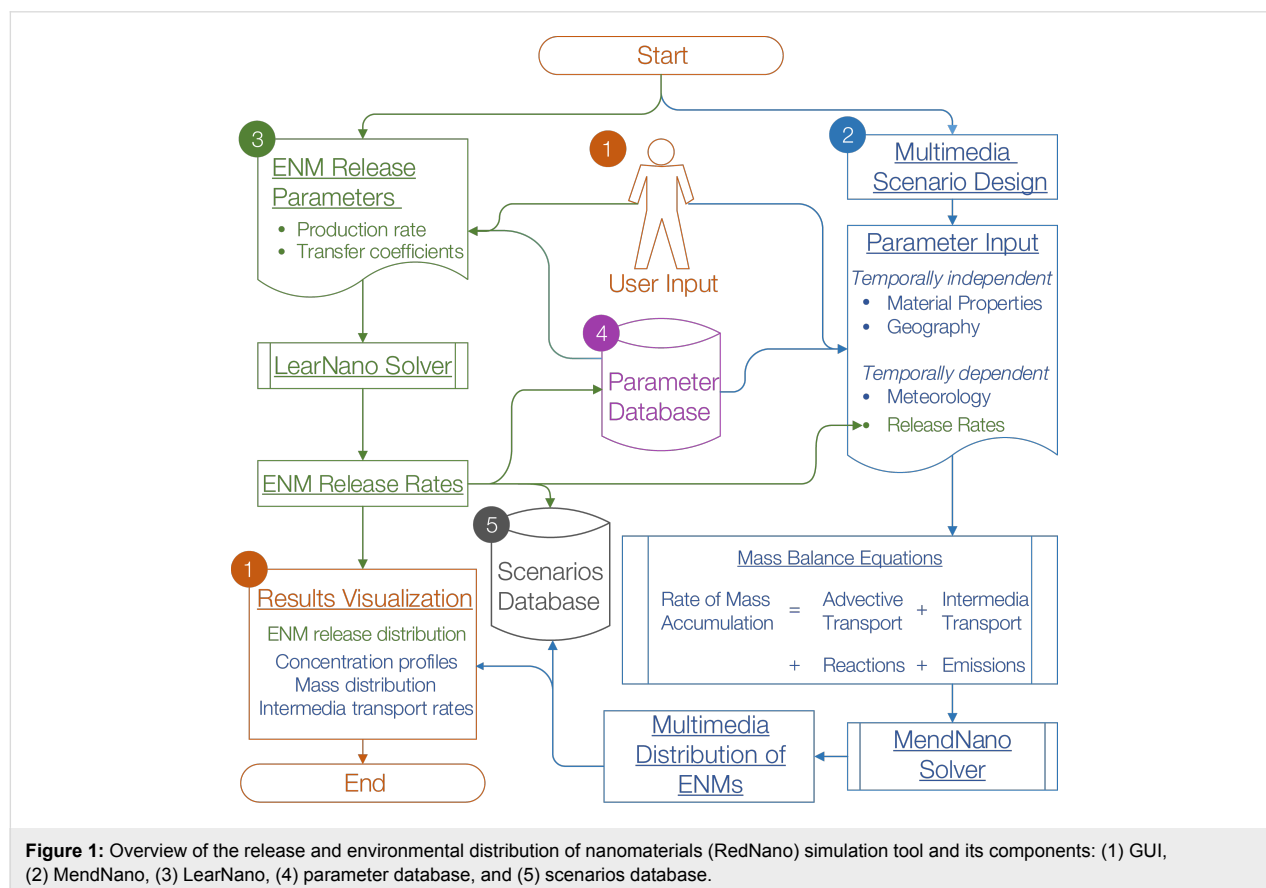 Start
3
ENM Release
Parameters
• Production rate
• Transfer coefficients
1
User Input
2
Multimedia
Scenario Design
Parameter Input
Temporally independent
• Material Properties
• Geography
Temporally dependent
• Meteorology
• Release Rates
4
Parameter
Database
LearNano Solver
ENM Release Rates
5
Scenarios
Database
1
Results Visualization
ENM release distribution
Concentration profiles
Mass distribution
Intermedia transport rates
End
Mass Balance Equations
Rate of Mass Accumulation = Advective Transport + Intermedia Transport
+ Reactions + Emissions
MendNano
Solver
Multimedia
Distribution of
ENMs
Figure 1: Overview of the release and environmental distribution of nanomaterials (RedNano) simulation tool and its components: (1) GUI,
(2) MendNano, (3) LearNano, (4) parameter database, and (5) scenarios database.